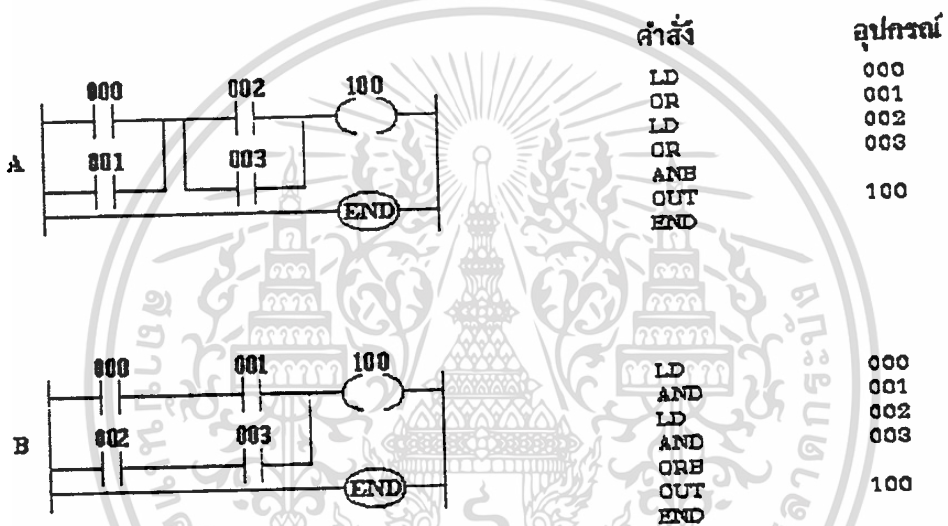 คำสั่ง อุปกรณ์
000 002 100
A 001 003
END
LD 000
OR 001
LD 002
OR 003
ANB
OUT 100
END
000 001 100
B 002 003
END
LD 000
AND 001
LD 002
AND 003
ORB
OUT 100
END